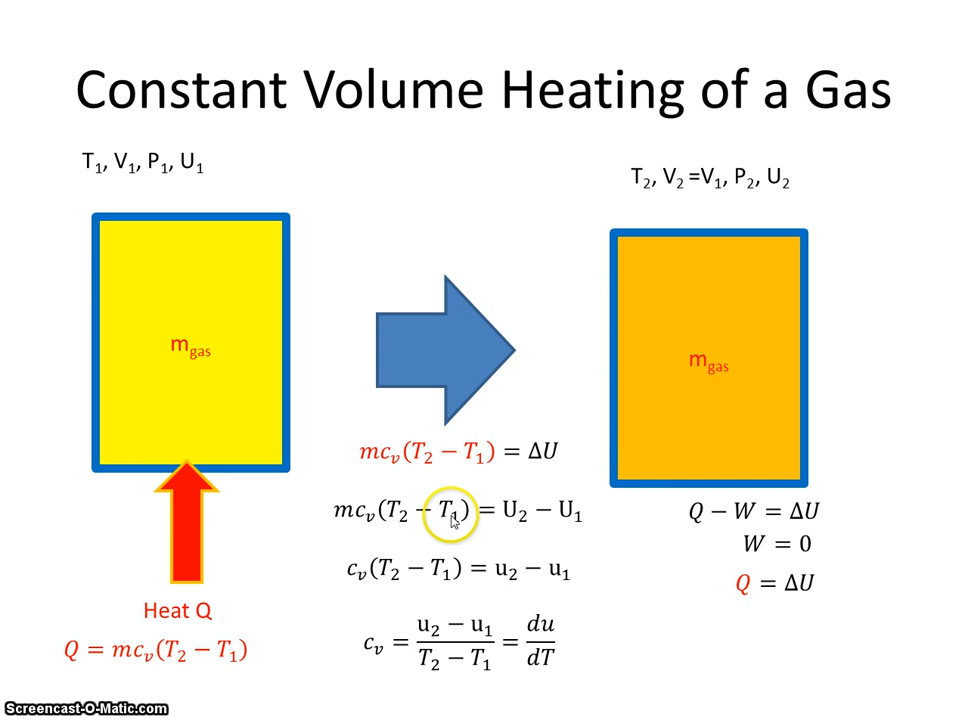 Constant Volume Heating of a Gas
T₁, V₁, P₁, U₁
T₂, V₂ =V₁, P₂, U₂
m_gas
m_gas
mcᵥ(T₂ − T₁) = ΔU
mcᵥ(T₂ − T₁) = U₂ − U₁
cᵥ(T₂ − T₁) = u₂ − u₁
cᵥ = (u₂ − u₁)/(T₂ − T₁) = du/dT
Q − W = ΔU
W = 0
Q = ΔU
Heat Q
Q = mcᵥ(T₂ − T₁)
Screencast-O-Matic.com